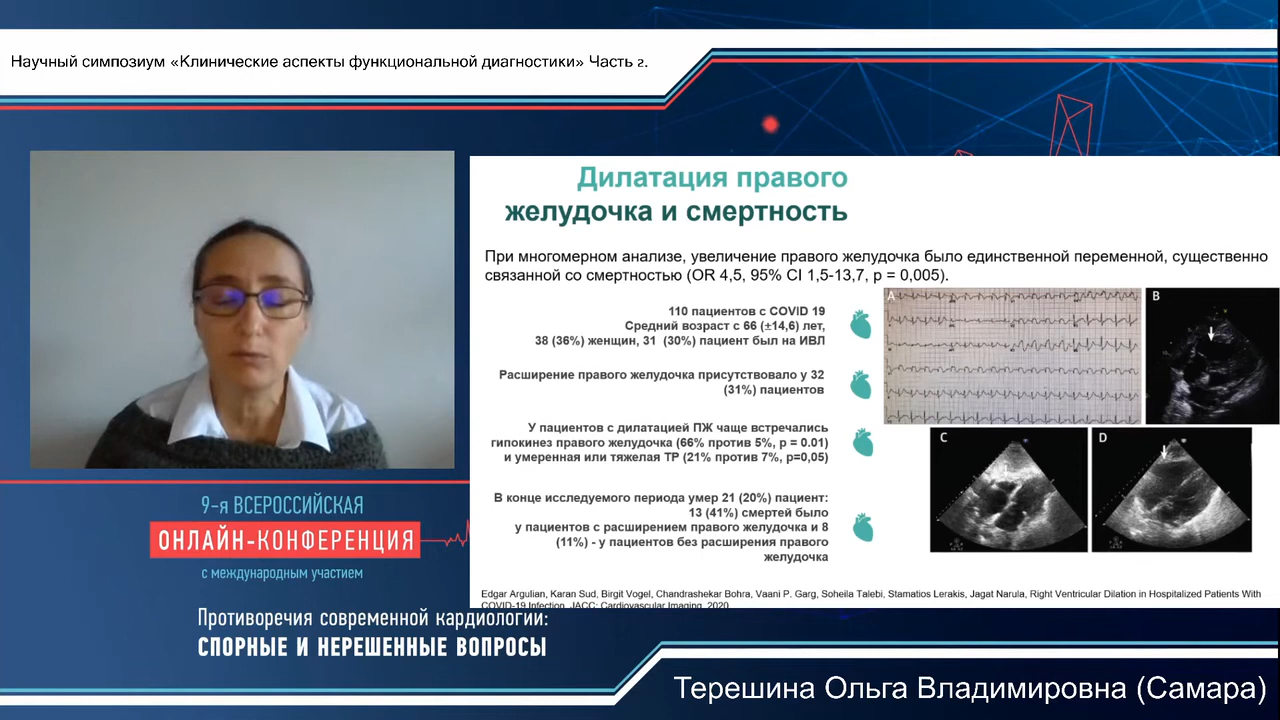 Научный симпозиум «Клинические аспекты функциональной диагностики» Часть 2.
Дилатация правого
желудочка и смертность
При многомерном анализе, увеличение правого желудочка было единственной переменной, существенно
связанной со смертностью (OR 4,5, 95% CI 1,5-13,7, p = 0,005).
110 пациентов с COVID 19
Средний возраст с 66 (±14,6) лет,
38 (36%) женщин, 31 (30%) пациент был на ИВЛ
Расширение правого желудочка присутствовало у 32
(31%) пациентов
У пациентов с дилатацией ПЖ чаще встречались
гипокинез правого желудочка (66% против 5%, p = 0.01)
и умеренная или тяжелая ТР (21% против 7%, p=0,05)
В конце исследуемого периода умер 21 (20%) пациент:
13 (41%) смертей было
у пациентов с расширением правого желудочка и 8
(11%) - у пациентов без расширения правого
желудочка
A
B
C
D
Edgar Argulian, Karan Sud, Birgit Vogel, Chandrashekar Bohra, Vaani P. Garg, Soheila Talebi, Stamatios Lerakis, Jagat Narula, Right Ventricular Dilation in Hospitalized Patients With
COVID-19 Infection, JACC: Cardiovascular Imaging, 2020
9-я ВСЕРОССИЙСКАЯ
ОНЛАЙН-КОНФЕРЕНЦИЯ
с международным участием
Противоречия современной кардиологии:
СПОРНЫЕ И НЕРЕШЕННЫЕ ВОПРОСЫ
Терешина Ольга Владимировна (Самара)